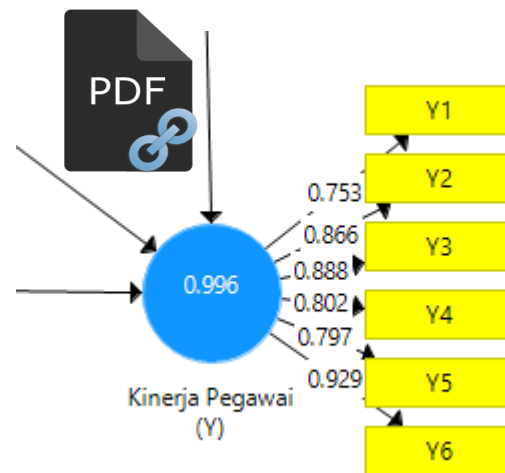 PDF
Y1
0.753
Y2
0.866
0.888
Y3
0.996
0.802
Y4
0.797
0.929
Y5
Kinerja Pegawai
(Y)
Y6